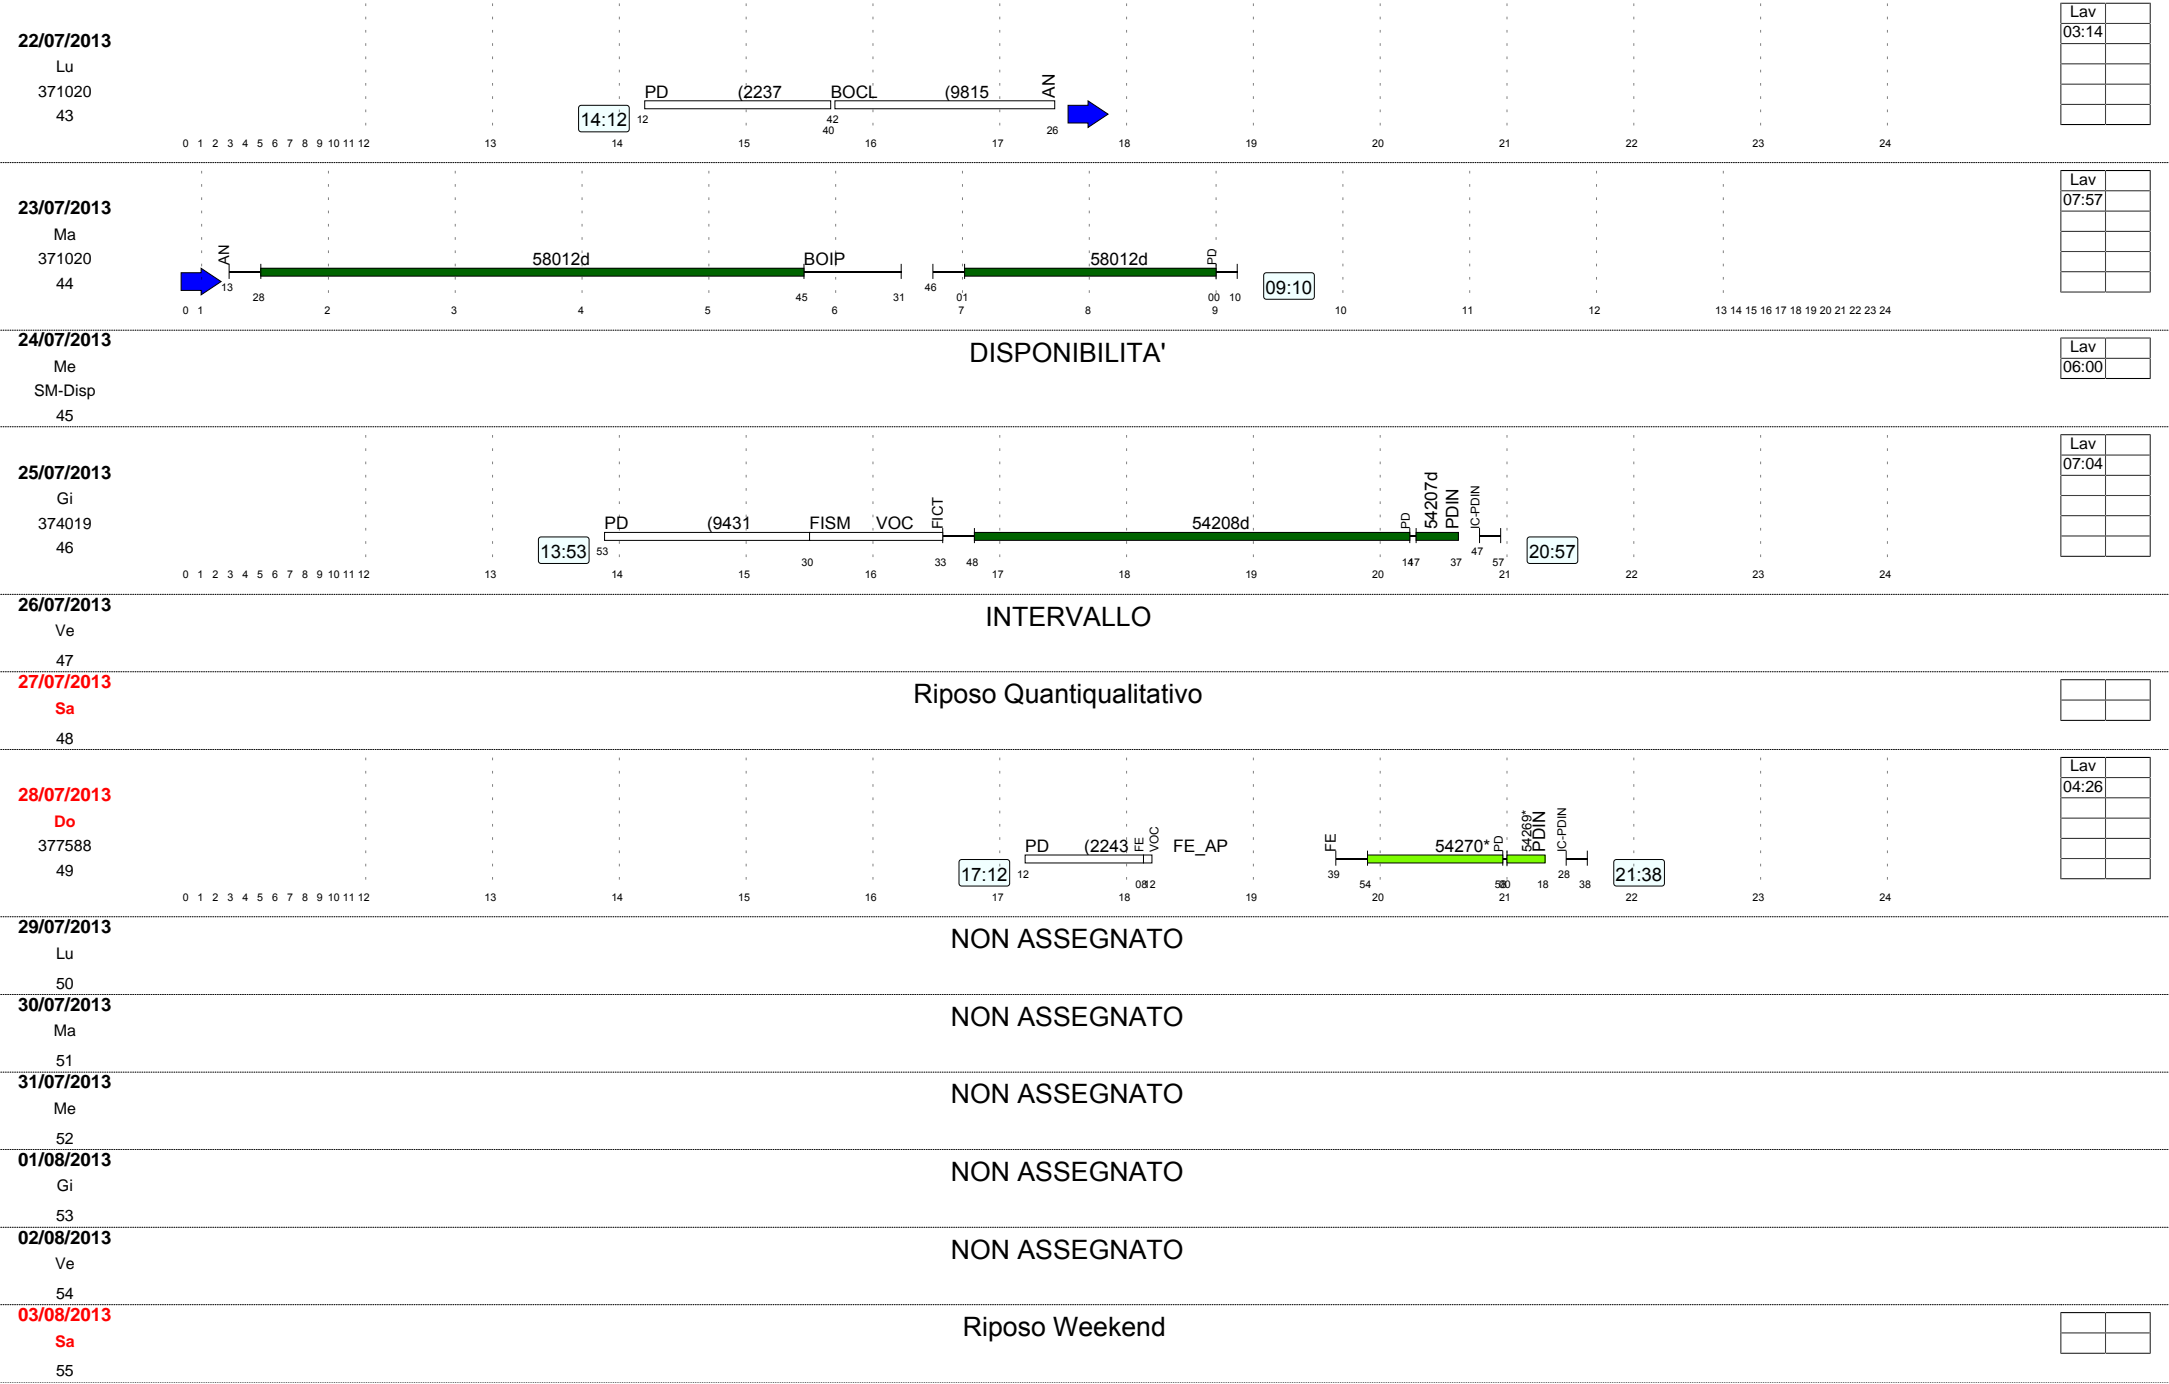 22/07/2013
Lu
371020
43
PD (2237 BOCL (9815 AN
14:12 12 42 40 26
0 1 2 3 4 5 6 7 8 9 10 11 12 13 14 15 16 17 18 19 20 21 22 23 24
Lav
03:14
23/07/2013
Ma
371020
44
AN 58012d BOIP 58012d PD
13 28 45 31 46 01 00 10 09:10
0 1 2 3 4 5 6 7 8 9 10 11 12 13 14 15 16 17 18 19 20 21 22 23 24
Lav
07:57
24/07/2013
Me
SM-Disp
45
DISPONIBILITA'
Lav
06:00
25/07/2013
Gi
374019
46
PD (9431 FISM VOC FICT 54208d PD 54207d PDIN IC-PDIN
13:53 53 30 33 48 14 17 37 47 57 20:57
0 1 2 3 4 5 6 7 8 9 10 11 12 13 14 15 16 17 18 19 20 21 22 23 24
Lav
07:04
26/07/2013
Ve
47
INTERVALLO
27/07/2013
Sa
48
Riposo Quantiqualitativo
28/07/2013
Do
377588
49
PD (2243 FE VOC FE_AP FE 54270* PD 54269* PDIN IC-PDIN
17:12 12 08 12 39 54 00 18 28 38 21:38
0 1 2 3 4 5 6 7 8 9 10 11 12 13 14 15 16 17 18 19 20 21 22 23 24
Lav
04:26
29/07/2013
Lu
50
NON ASSEGNATO
30/07/2013
Ma
51
NON ASSEGNATO
31/07/2013
Me
52
NON ASSEGNATO
01/08/2013
Gi
53
NON ASSEGNATO
02/08/2013
Ve
54
NON ASSEGNATO
03/08/2013
Sa
55
Riposo Weekend